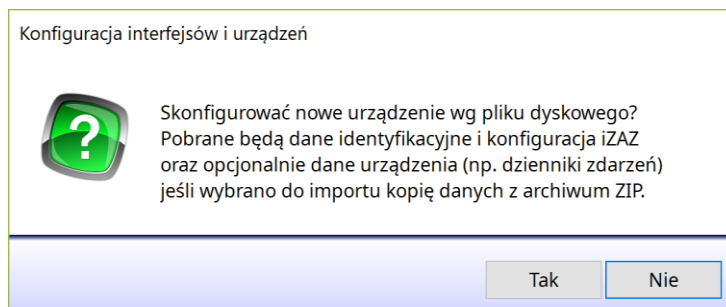 Konfiguracja interfejsów i urządzeń
Skonfigurować nowe urządzenie wg pliku dyskowego?
Pobrane będą dane identyfikacyjne i konfiguracja iZAZ
oraz opcjonalnie dane urządzenia (np. dzienniki zdarzeń)
jeśli wybrano do importu kopię danych z archiwum ZIP.
Tak
Nie